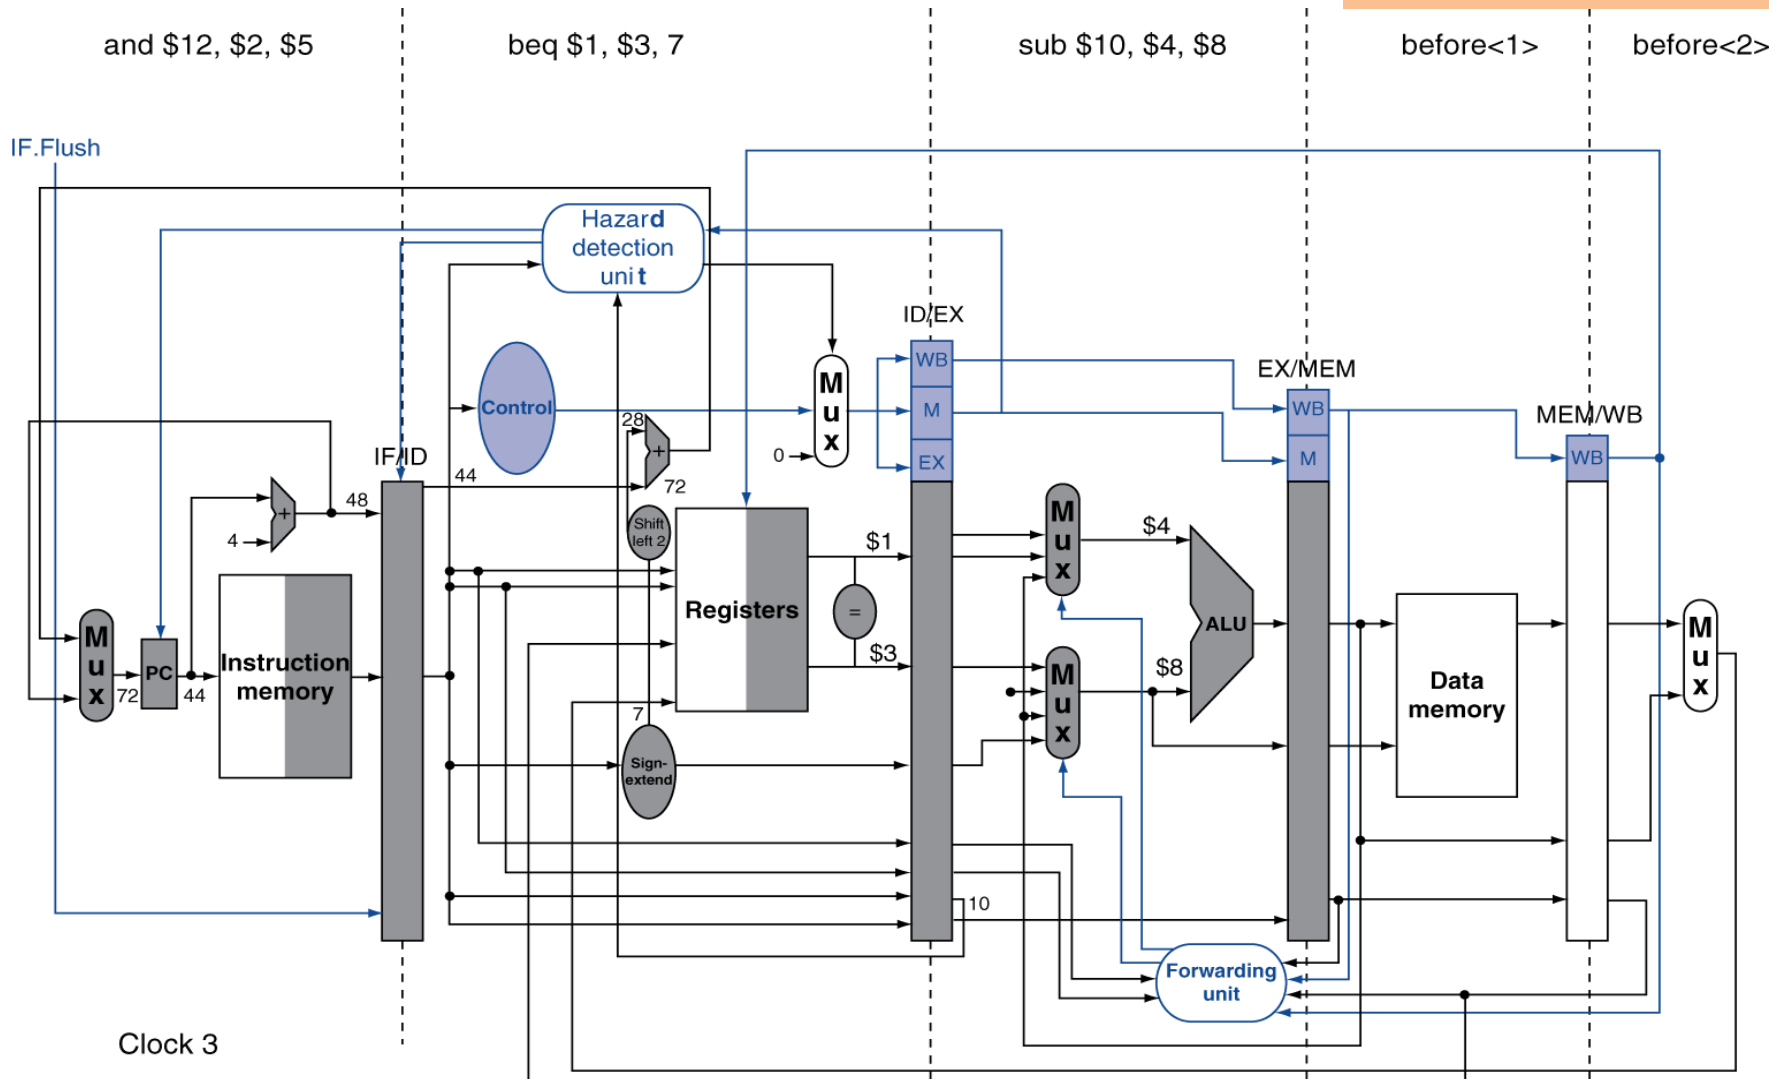 and $12, $2, $5
beq $1, $3, 7
sub $10, $4, $8
before<1>
before<2>
IF.Flush
Hazard
detection
unit
ID/EX
WB
M
EX
EX/MEM
WB
M
MEM/WB
WB
Control
M
u
x
0
28
+
72
IF/ID
44
48
+
4
Shift
left 2
M
u
x
$4
$1
=
$3
Registers
ALU
M
u
x
$8
M
u
x
72
PC
44
Instruction
memory
7
Sign-
extend
Data
memory
M
u
x
10
Forwarding
unit
Clock 3